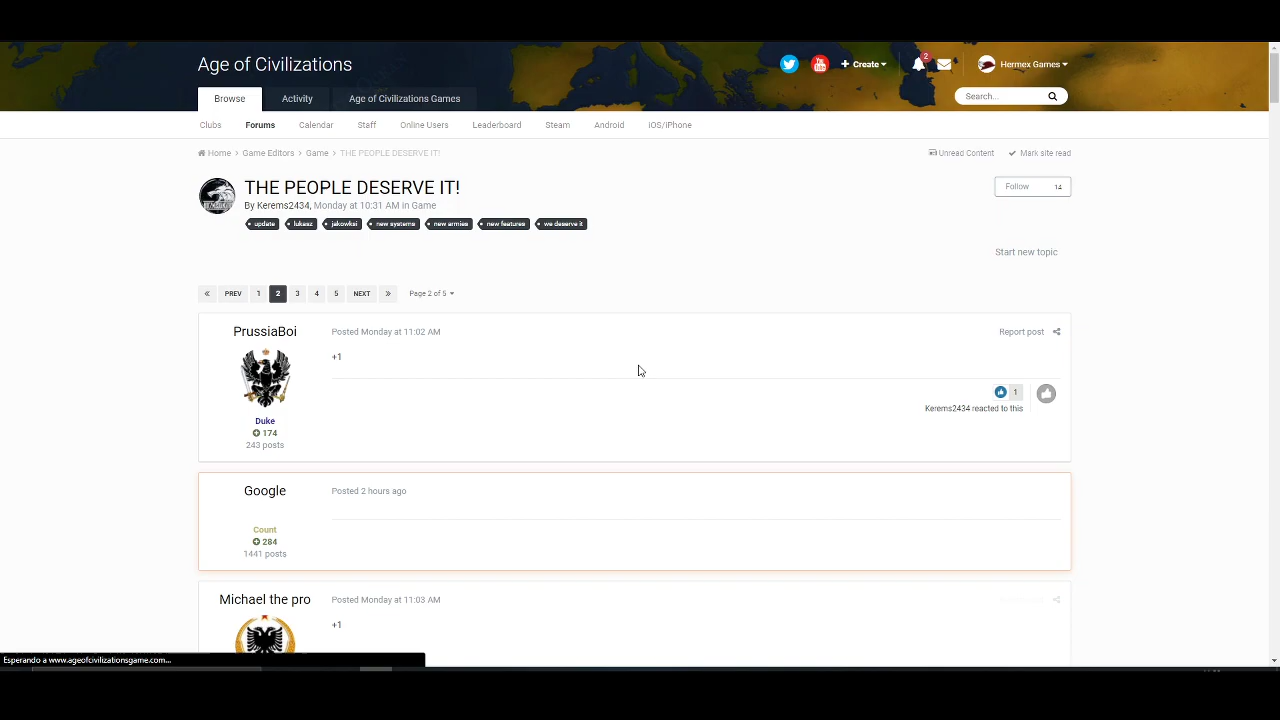 Age of Civilizations
+ Create
2
Hermex Games
Browse
Activity
Age of Civilizations Games
Search...
Clubs
Forums
Calendar
Staff
Online Users
Leaderboard
Steam
Android
iOS/iPhone
Home
Game Editors
Game
THE PEOPLE DESERVE IT!
Unread Content
Mark site read
THE PEOPLE DESERVE IT!
By Kerems2434, Monday at 10:31 AM in Game
Follow 14
update
lukasz
jakowksi
new systems
new armies
new features
we deserve it
Start new topic
« PREV 1 2 3 4 5 NEXT »
Page 2 of 5
PrussiaBoi
Posted Monday at 11:02 AM
Report post
+1
1
Kerems2434 reacted to this
Duke
174
243 posts
Google
Posted 2 hours ago
Count
284
1441 posts
Michael the pro
Posted Monday at 11:03 AM
+1
Esperando a www.ageofcivilizationsgame.com...